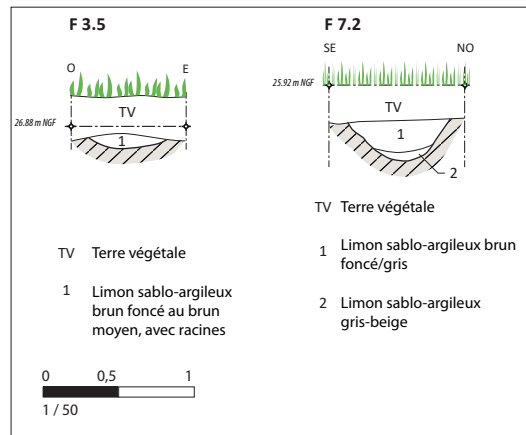 F 3.5
O E
TV
26.88 m NGF
1
TV Terre végétale
1 Limon sablo-argileux
brun foncé au brun
moyen, avec racines
F 7.2
SE NO
25.92 m NGF
TV
1
2
TV Terre végétale
1 Limon sablo-argileux brun
foncé/gris
2 Limon sablo-argileux
gris-beige
0 0,5 1
1 / 50